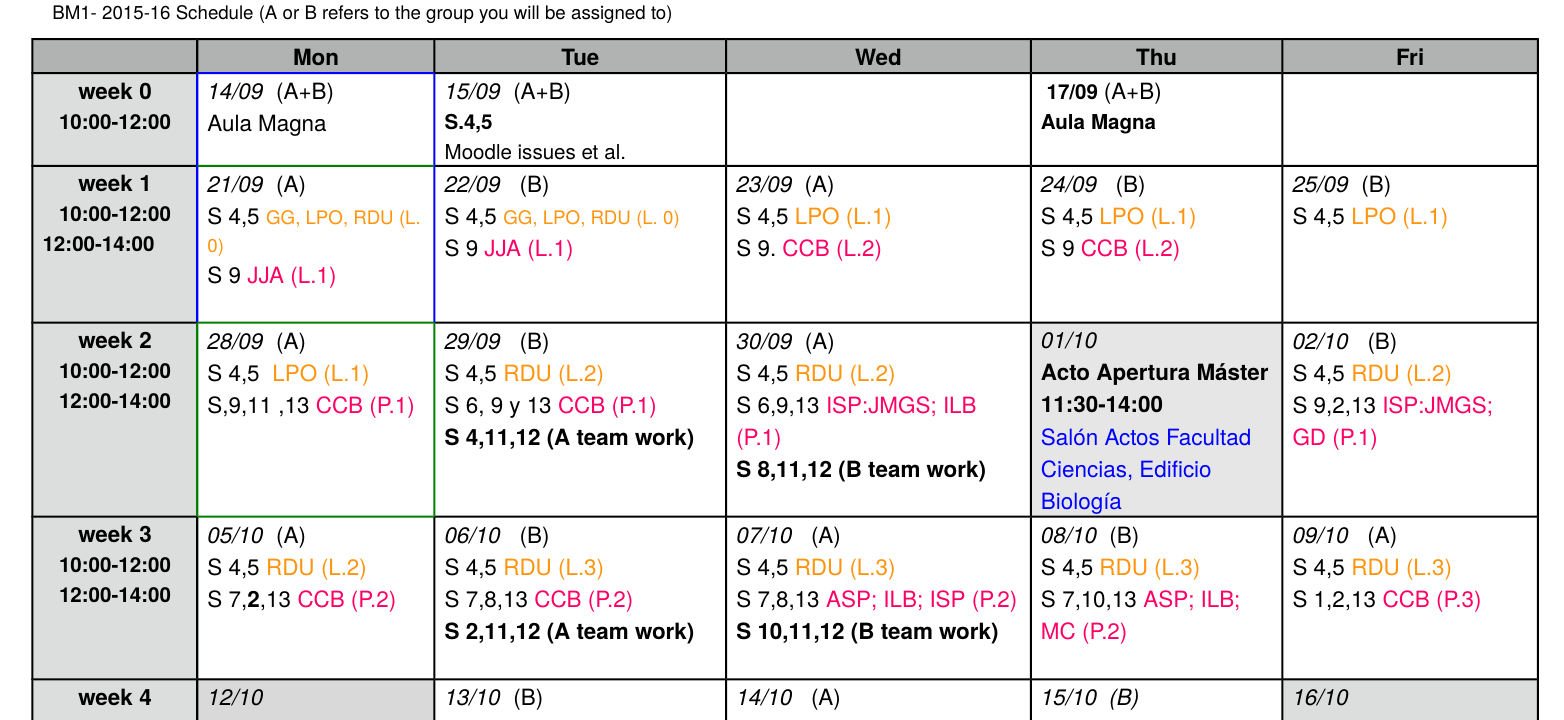 BM1- 2015-16 Schedule (A or B refers to the group you will be assigned to)
Mon
Tue
Wed
Thu
Fri
week 0
10:00-12:00
14/09 (A+B)
Aula Magna
15/09 (A+B)
S.4,5
Moodle issues et al.
17/09 (A+B)
Aula Magna
week 1
10:00-12:00
12:00-14:00
21/09 (A)
S 4,5 GG, LPO, RDU (L.
0)
S 9 JJA (L.1)
22/09 (B)
S 4,5 GG, LPO, RDU (L. 0)
S 9 JJA (L.1)
23/09 (A)
S 4,5 LPO (L.1)
S 9. CCB (L.2)
24/09 (B)
S 4,5 LPO (L.1)
S 9 CCB (L.2)
25/09 (B)
S 4,5 LPO (L.1)
week 2
10:00-12:00
12:00-14:00
28/09 (A)
S 4,5 LPO (L.1)
S,9,11 ,13 CCB (P.1)
29/09 (B)
S 4,5 RDU (L.2)
S 6, 9 y 13 CCB (P.1)
S 4,11,12 (A team work)
30/09 (A)
S 4,5 RDU (L.2)
S 6,9,13 ISP:JMGS; ILB
(P.1)
S 8,11,12 (B team work)
01/10
Acto Apertura Máster
11:30-14:00
Salón Actos Facultad
Ciencias, Edificio
Biología
02/10 (B)
S 4,5 RDU (L.2)
S 9,2,13 ISP:JMGS;
GD (P.1)
week 3
10:00-12:00
12:00-14:00
05/10 (A)
S 4,5 RDU (L.2)
S 7,2,13 CCB (P.2)
06/10 (B)
S 4,5 RDU (L.3)
S 7,8,13 CCB (P.2)
S 2,11,12 (A team work)
07/10 (A)
S 4,5 RDU (L.3)
S 7,8,13 ASP; ILB; ISP (P.2)
S 10,11,12 (B team work)
08/10 (B)
S 4,5 RDU (L.3)
S 7,10,13 ASP; ILB;
MC (P.2)
09/10 (A)
S 4,5 RDU (L.3)
S 1,2,13 CCB (P.3)
week 4
12/10
13/10 (B)
14/10 (A)
15/10 (B)
16/10